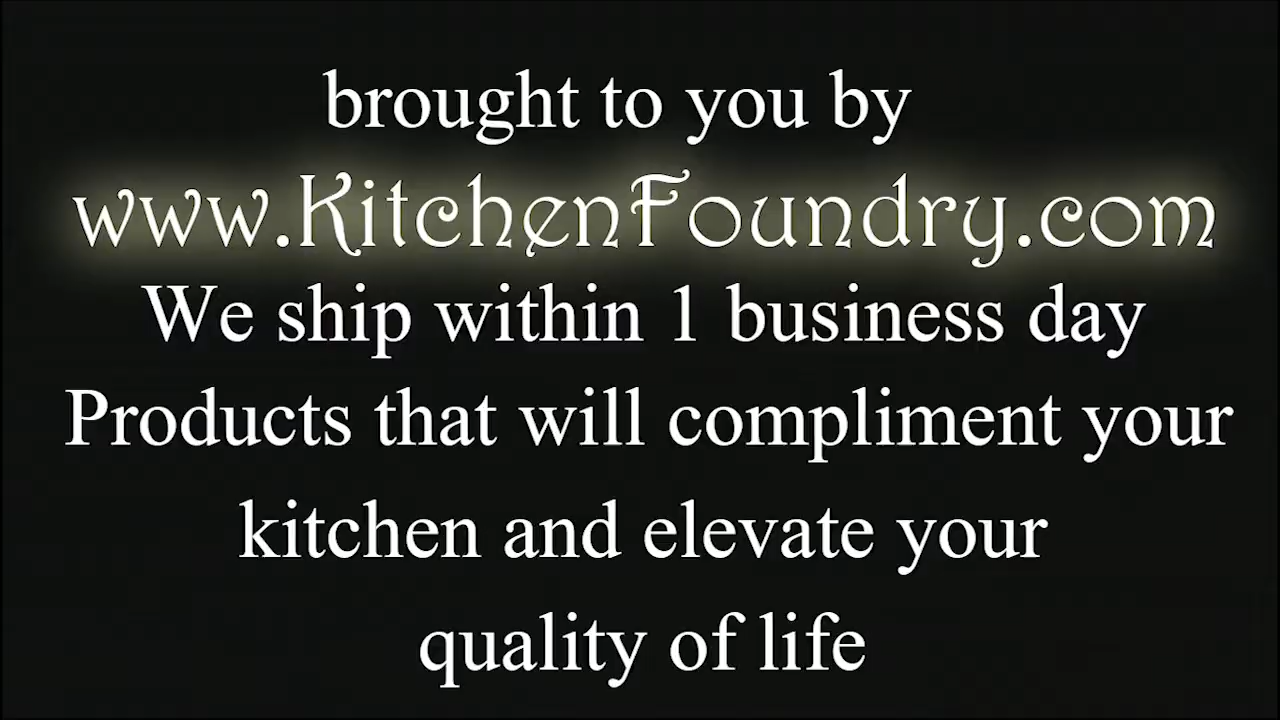 brought to you by
www.KitchenFoundry.com
We ship within 1 business day
Products that will compliment your
kitchen and elevate your
quality of life